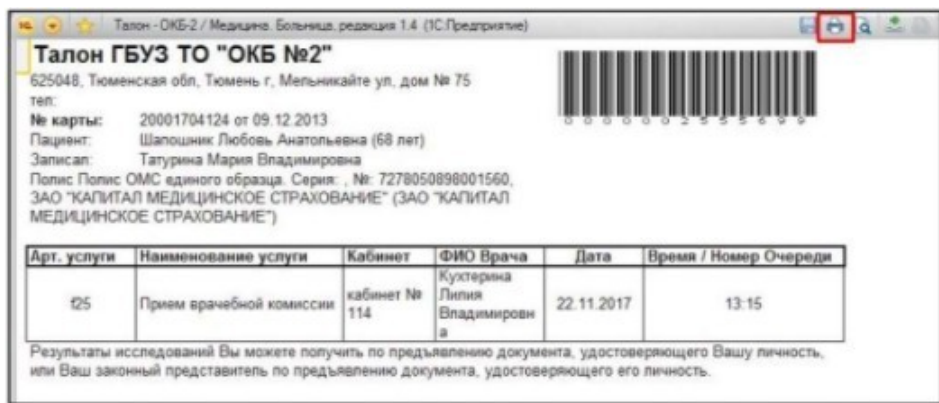 Талон - ОКБ-2 / Медицина. Больница, редакция 1.4 (1С:Предприятие)
Талон ГБУЗ ТО "ОКБ №2"
625048, Тюменская обл, Тюмень г, Мельникайте ул, дом № 75
тел:
№ карты: 20001704124 от 09.12.2013
Пациент: Шапошник Любовь Анатольевна (68 лет)
Записал: Татурина Мария Владимировна
Полис Полис ОМС единого образца. Серия: , №: 7278050898001560,
ЗАО "КАПИТАЛ МЕДИЦИНСКОЕ СТРАХОВАНИЕ" (ЗАО "КАПИТАЛ
МЕДИЦИНСКОЕ СТРАХОВАНИЕ")
Арт. услуги Наименование услуги Кабинет ФИО Врача Дата Время / Номер Очереди
f25 Прием врачебной комиссии кабинет № 114 Кухтерина Лилия Владимировн а 22.11.2017 13:15
Результаты исследований Вы можете получить по предъявлению документа, удостоверяющего Вашу личность,
или Ваш законный представитель по предъявлению документа, удостоверяющего его личность.